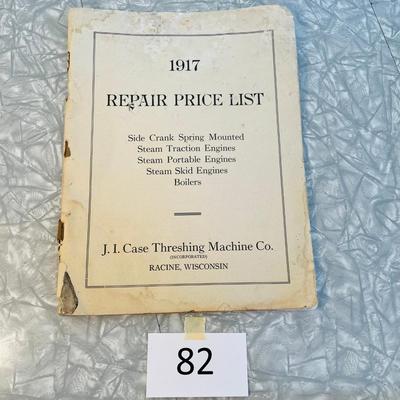 1917
REPAIR PRICE LIST
Side Crank Spring Mounted
Steam Traction Engines
Steam Portable Engines
Steam Skid Engines
Boilers
J. I. Case Threshing Machine Co.
(INCORPORATED)
RACINE, WISCONSIN
82